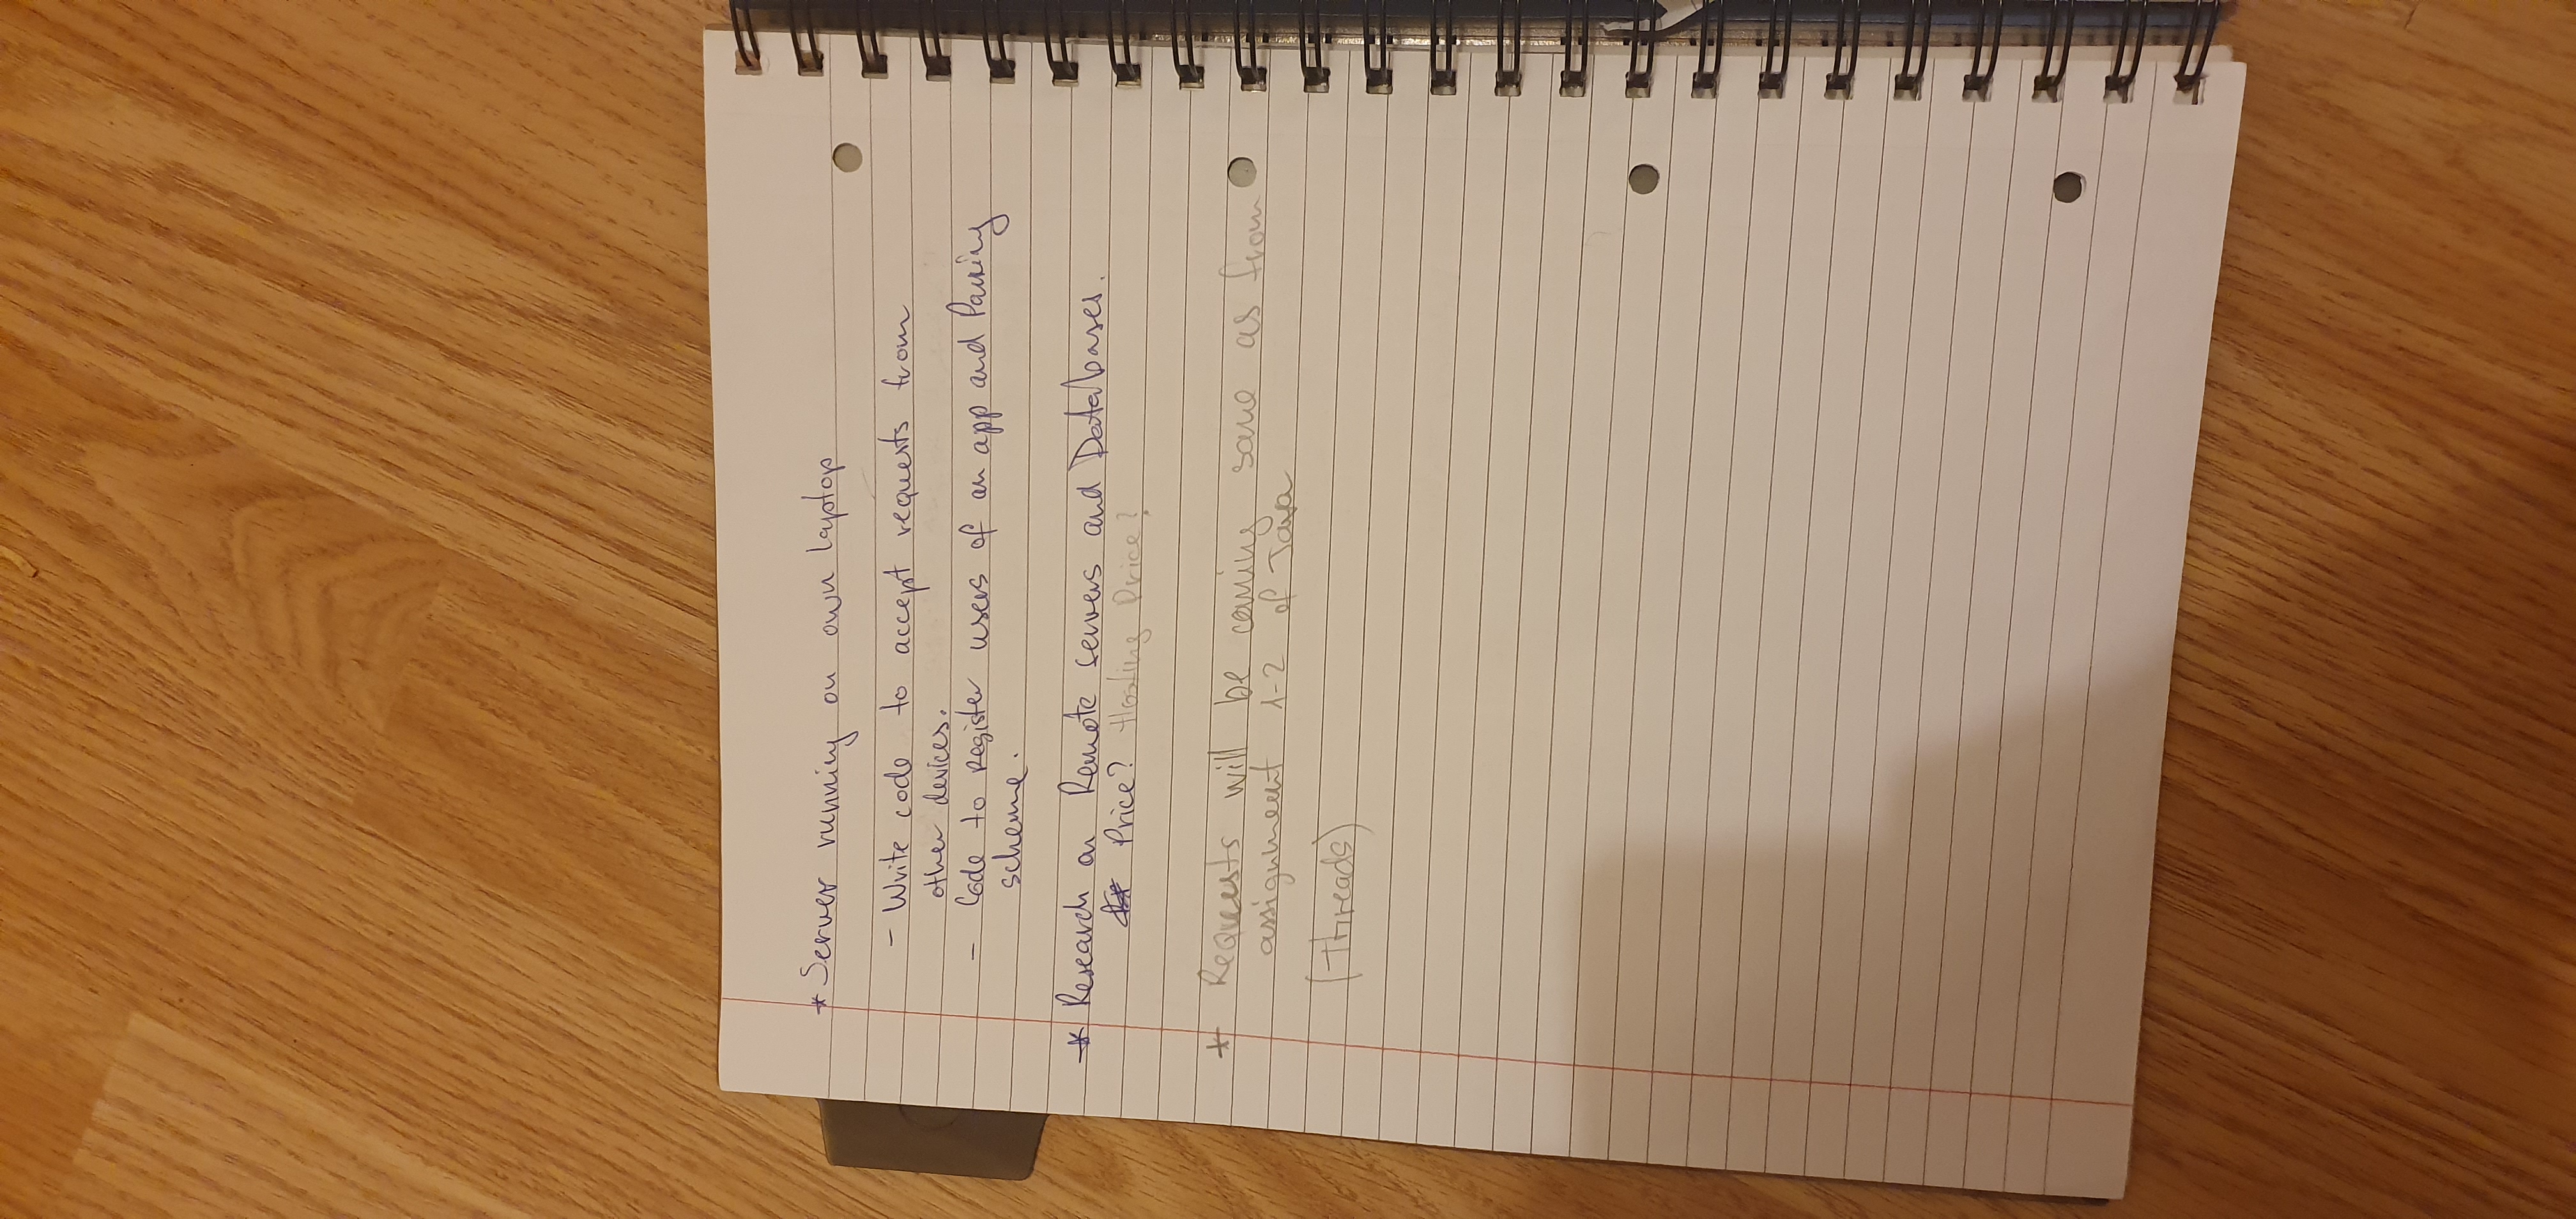 * Server running on own laptop
- Write code to accept requests from
other devices.
- Code to register users of an app and
scheme.
* Research on Remote servers and Databases.
Price? Hosting Price?
* Requests will be coming same as from
assignment 1-2 of Java
(Threads)